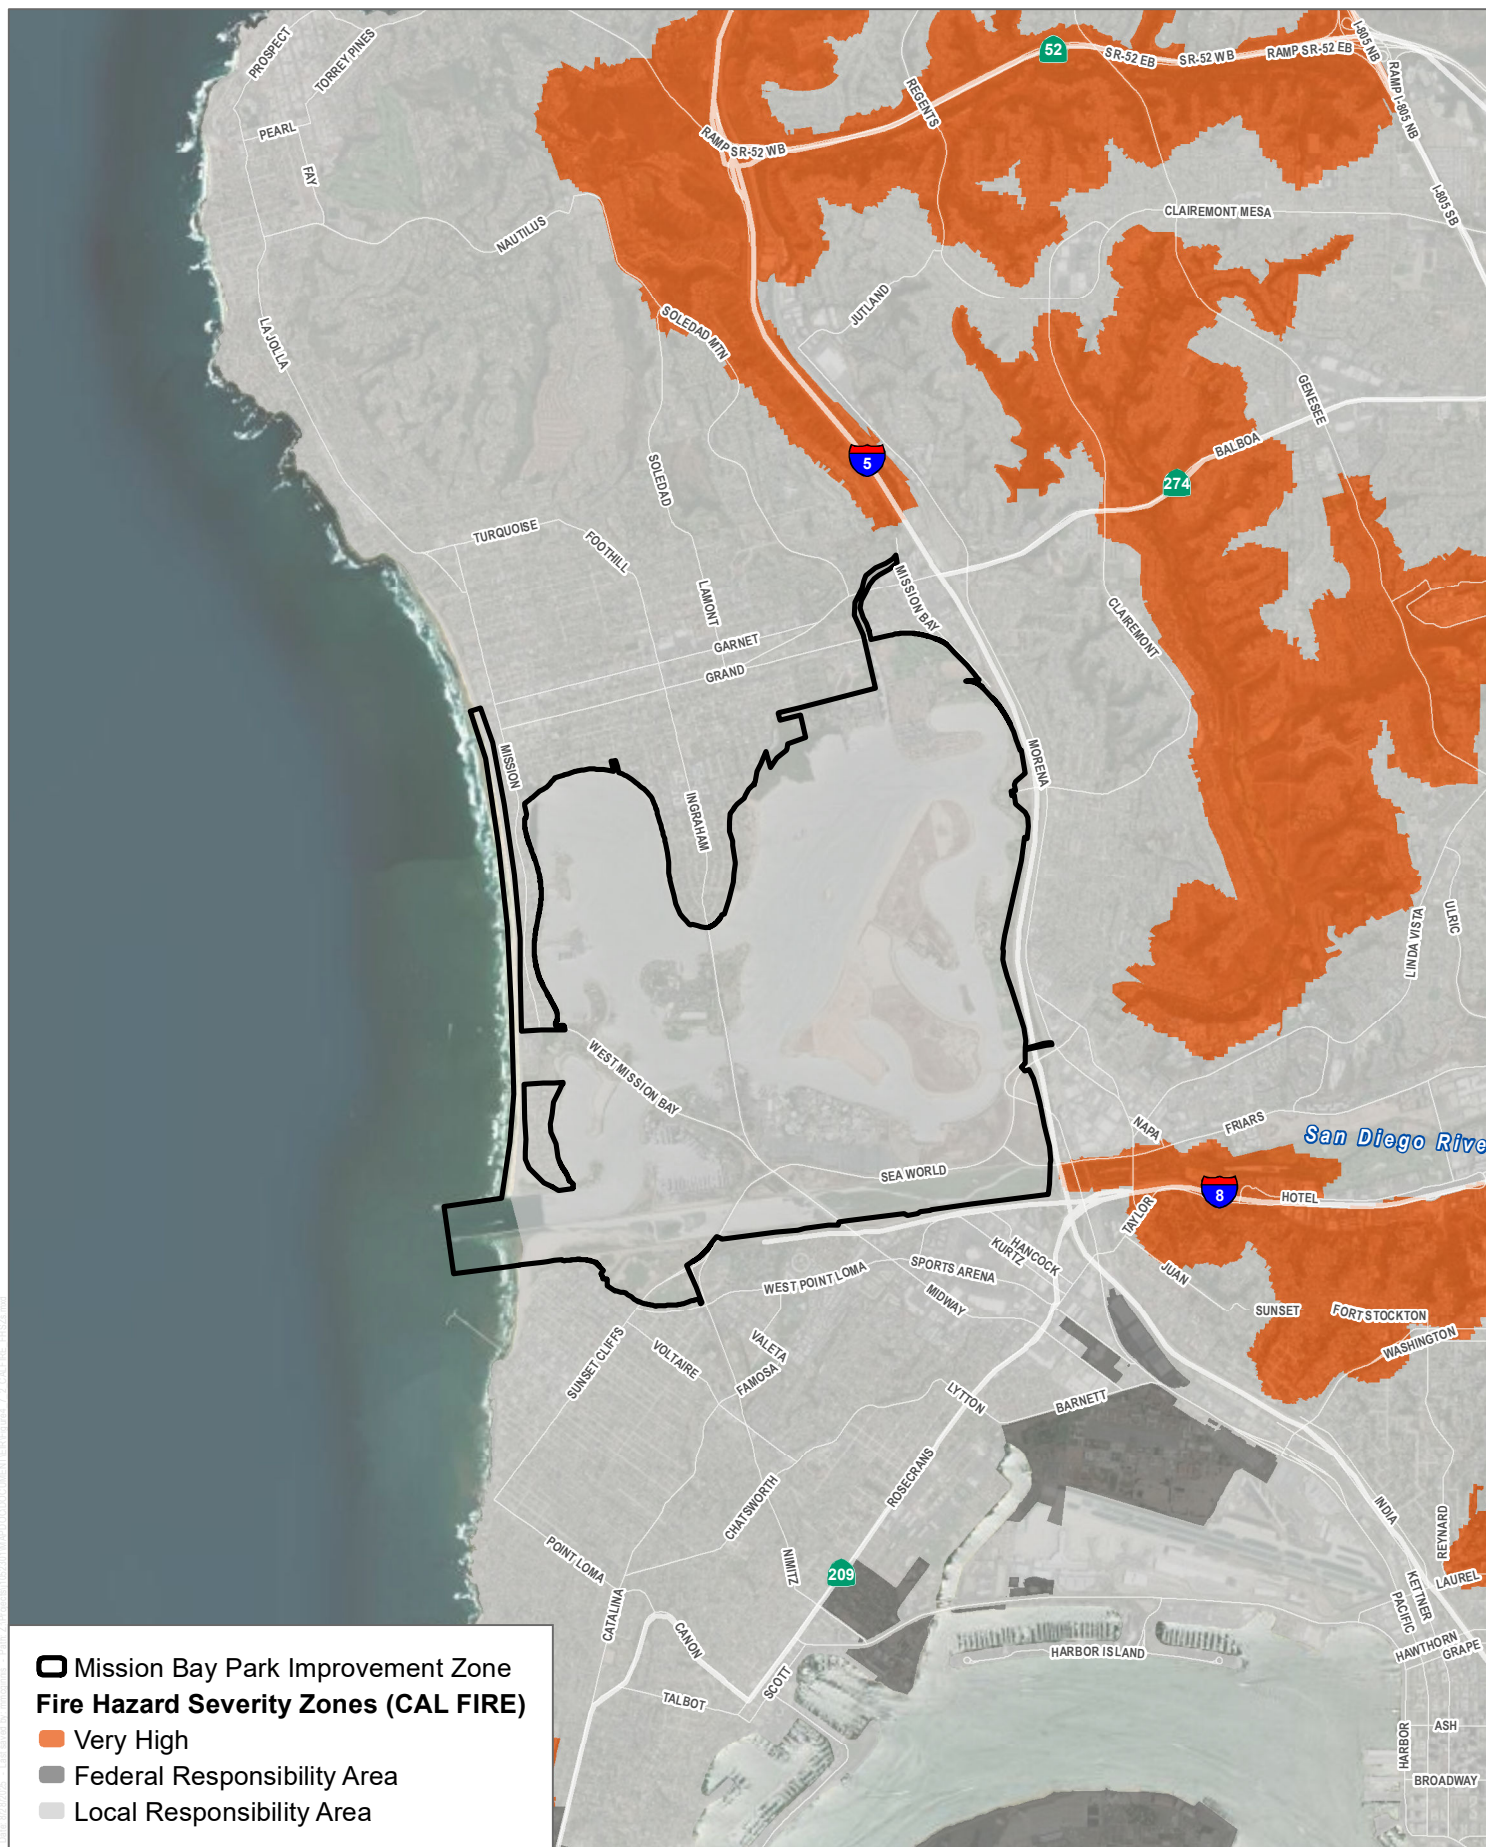 PROSPECT
TORREY PINES
PEARL
FAY
NAUTILUS
LA JOLLA
52
SR-52 EB
SR-52 WB
RAMP SR-52 EB
I-805 NB
RAMP I-805 NB
I-805 SB
REGENTS
RAMP SR-52 WB
CLAIREMONT MESA
JUTLAND
SOLEDAD MTN
GENESEE
BALBOA
274
5
SOLEDAD
TURQUOISE
FOOTHILL
LAMONT
MISSION BAY
CLAIREMONT
GARNET
GRAND
MISSION
MORENA
INGRAHAM
LINDA VISTA
ULRIC
WEST MISSION BAY
NAPA
FRIARS
San Diego Rive
SEA WORLD
8
HOTEL
TAYLOR
HANCOCK
KURTZ
JUAN
SPORTS ARENA
WEST POINT LOMA
MIDWAY
SUNSET
FORT STOCKTON
WASHINGTON
SUNSET CLIFFS
VOLTAIRE
VALETA
FAMOSA
LYTTON
BARNETT
ROSECRANS
CHATSWORTH
INDIA
REYNARD
POINT LOMA
NIMITZ
209
LAUREL
KETTNER
PACIFIC
CATALINA
CANON
HAWTHORN
GRAPE
HARBOR ISLAND
SCOTT
TALBOT
ASH
HARBOR
BROADWAY
Mission Bay Park Improvement Zone
Fire Hazard Severity Zones (CAL FIRE)
Very High
Federal Responsibility Area
Local Responsibility Area